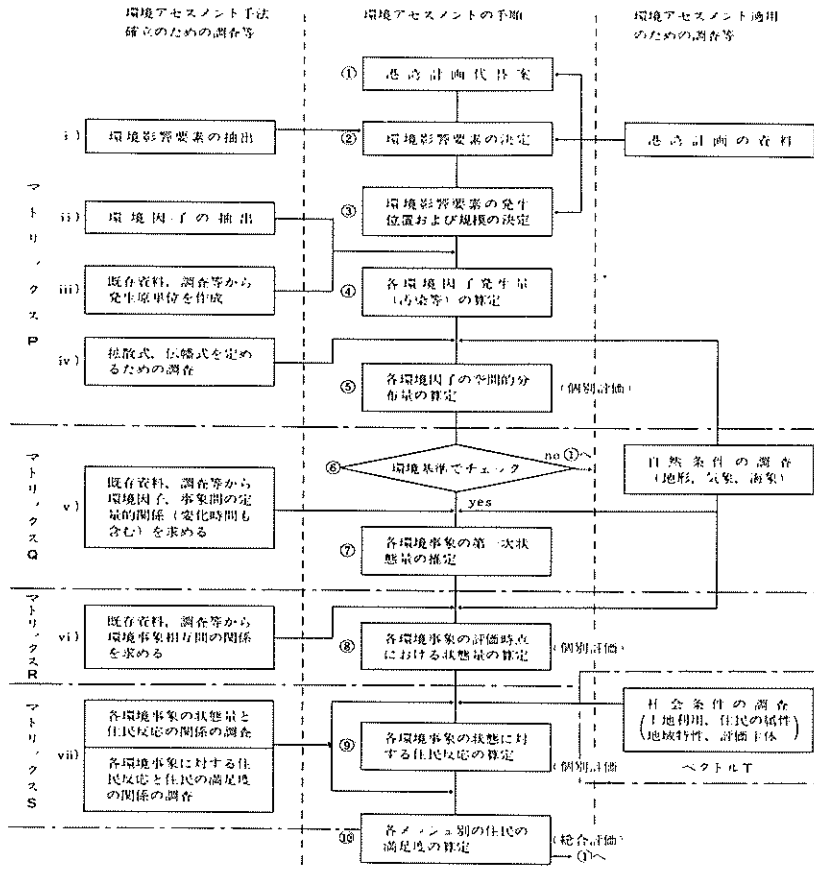 環境アセスメント手法
確立のための調査等
環境アセスメントの手順
環境アセスメント適用
のための調査等
① 港湾計画代替案
i) 環境影響要素の抽出
② 環境影響要素の決定
港湾計画の資料
③ 環境影響要素の発生
位置および規模の決定
ii) 環境因子の抽出
iii) 既存資料、調査等から
発生原単位を作成
④ 各環境因子発生量
(汚染等)の算定
iv) 拡散式、伝播式を定め
るための調査
⑤ 各環境因子の空間的分
布量の算定
(個別評価)
マトリックスP
⑥ 環境基準でチェック
no ①へ
yes
自然条件の調査
(地形、気象、海象)
v) 既存資料、調査等から
環境因子、事象間の定
量的関係(変化時間も
含む)を求める
⑦ 各環境事象の第一次状
態量の推定
マトリックスQ
vi) 既存資料、調査等から
環境事象相互間の関係
を求める
⑧ 各環境事象の評価時点
における状態量の算定
(個別評価)
マトリックスR
vii) 各環境事象の状態量と
住民反応の関係の調査
各環境事象に対する住
民反応と住民の満足度
の関係の調査
⑨ 各環境事象の状態に対
する住民反応の算定
(個別評価)
社会条件の調査
(土地利用、住民の属性
地域特性、評価主体)
ベクトルT
マトリックスS
⑩ 各メッシュ別の住民の
満足度の算定
(総合評価)
①へ